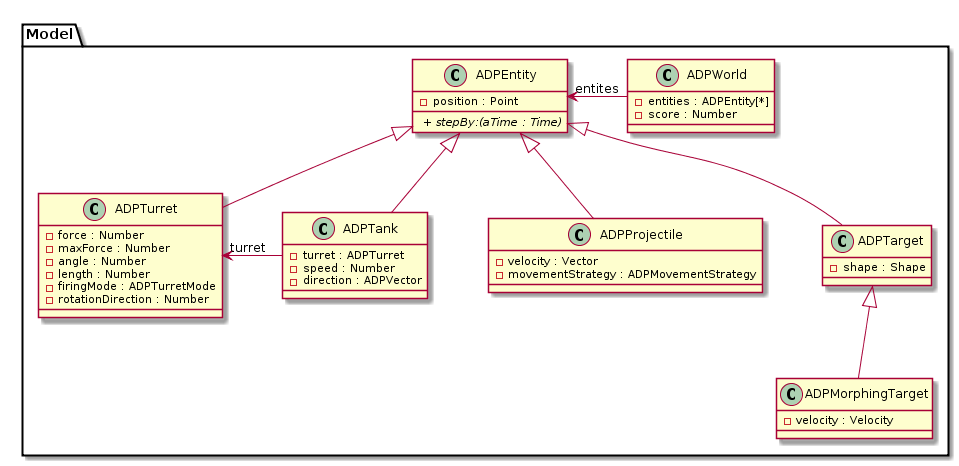 Model
C ADPEntity
position : Point
+ stepBy:(aTime : Time)
entites
C ADPWorld
entities : ADPEntity[*]
score : Number
C ADPTurret
force : Number
maxForce : Number
angle : Number
length : Number
firingMode : ADPTurretMode
rotationDirection : Number
turret
C ADPTank
turret : ADPTurret
speed : Number
direction : ADPVector
C ADPProjectile
velocity : Vector
movementStrategy : ADPMovementStrategy
C ADPTarget
shape : Shape
C ADPMorphingTarget
velocity : Velocity